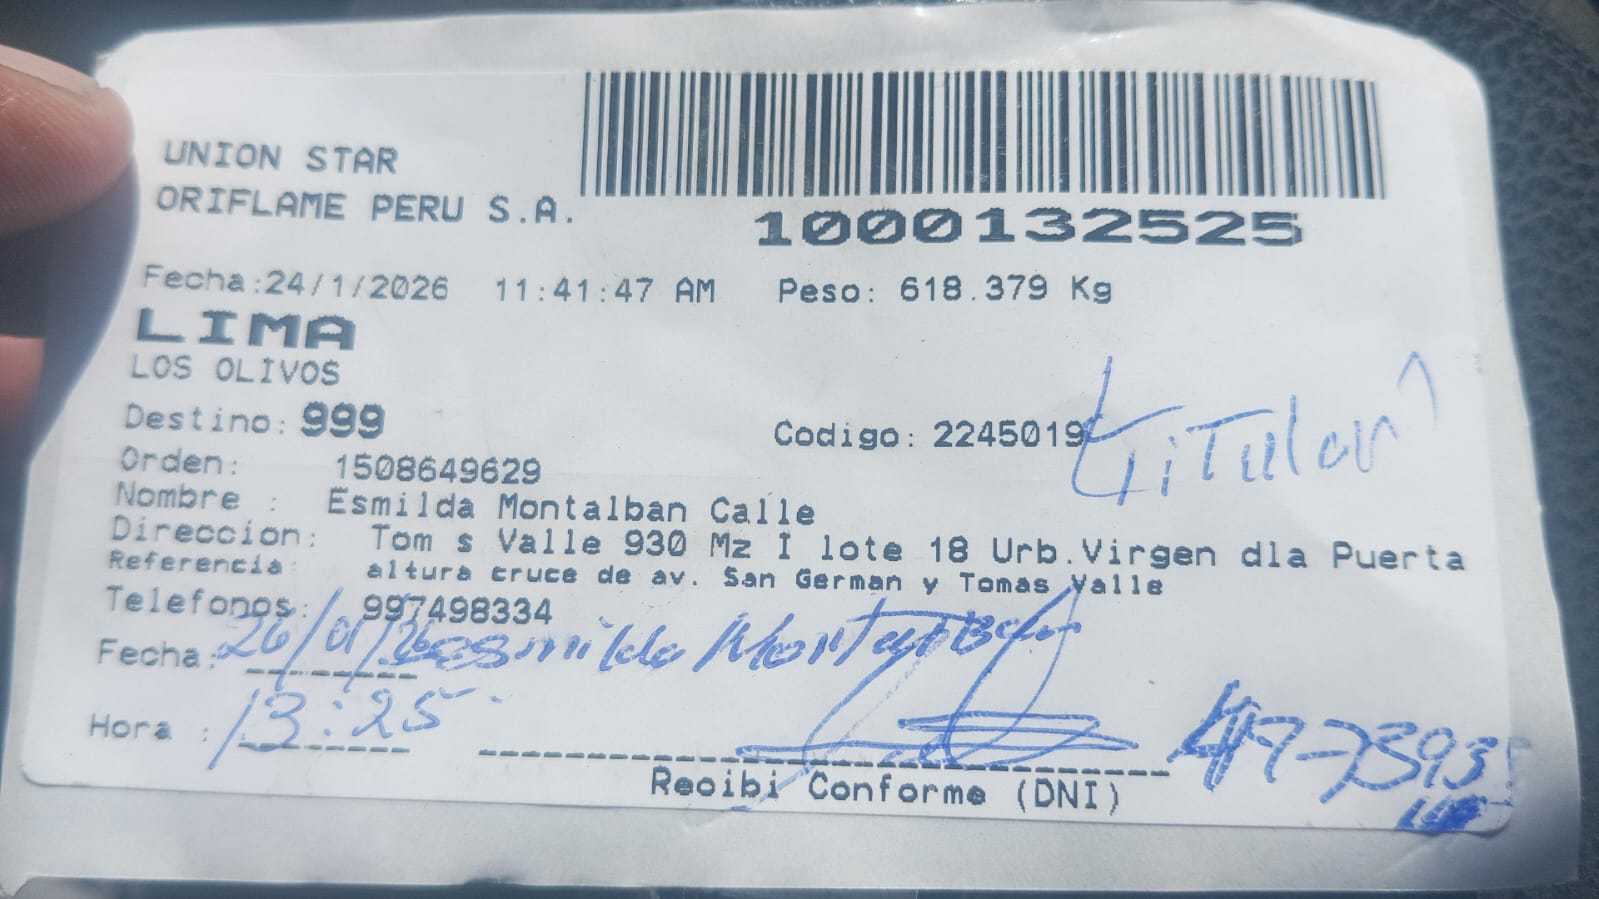 UNION STAR
ORIFLAME PERU S.A.
1000132525
Fecha:24/1/2026 11:41:47 AM Peso: 618.379 Kg
LIMA
LOS OLIVOS
Destino: 999 Codigo: 2245019 Titular
Orden: 1508649629
Nombre : Esmilda Montalban Calle
Direccion: Tom s Valle 930 Mz I lote 18 Urb.Virgen dla Puerta
Referencia: altura cruce de av. San German y Tomas Valle
Telefonos: 997498334
Fecha: 26/01/26 Esmilda Montalban
Hora : 13:25
Recibi Conforme (DNI)